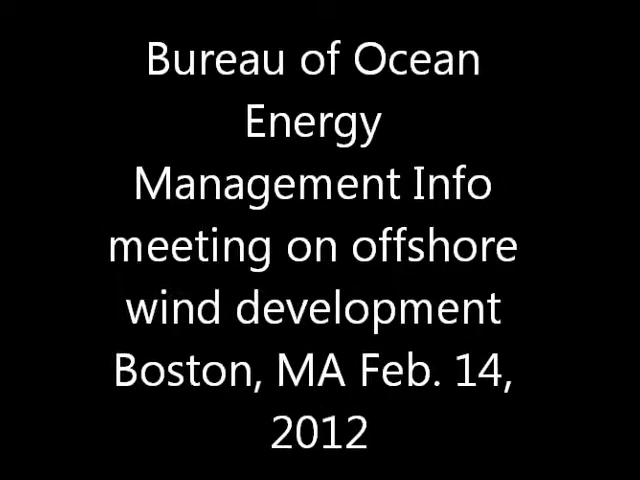 Bureau of Ocean
Energy
Management Info
meeting on offshore
wind development
Boston, MA Feb. 14,
2012